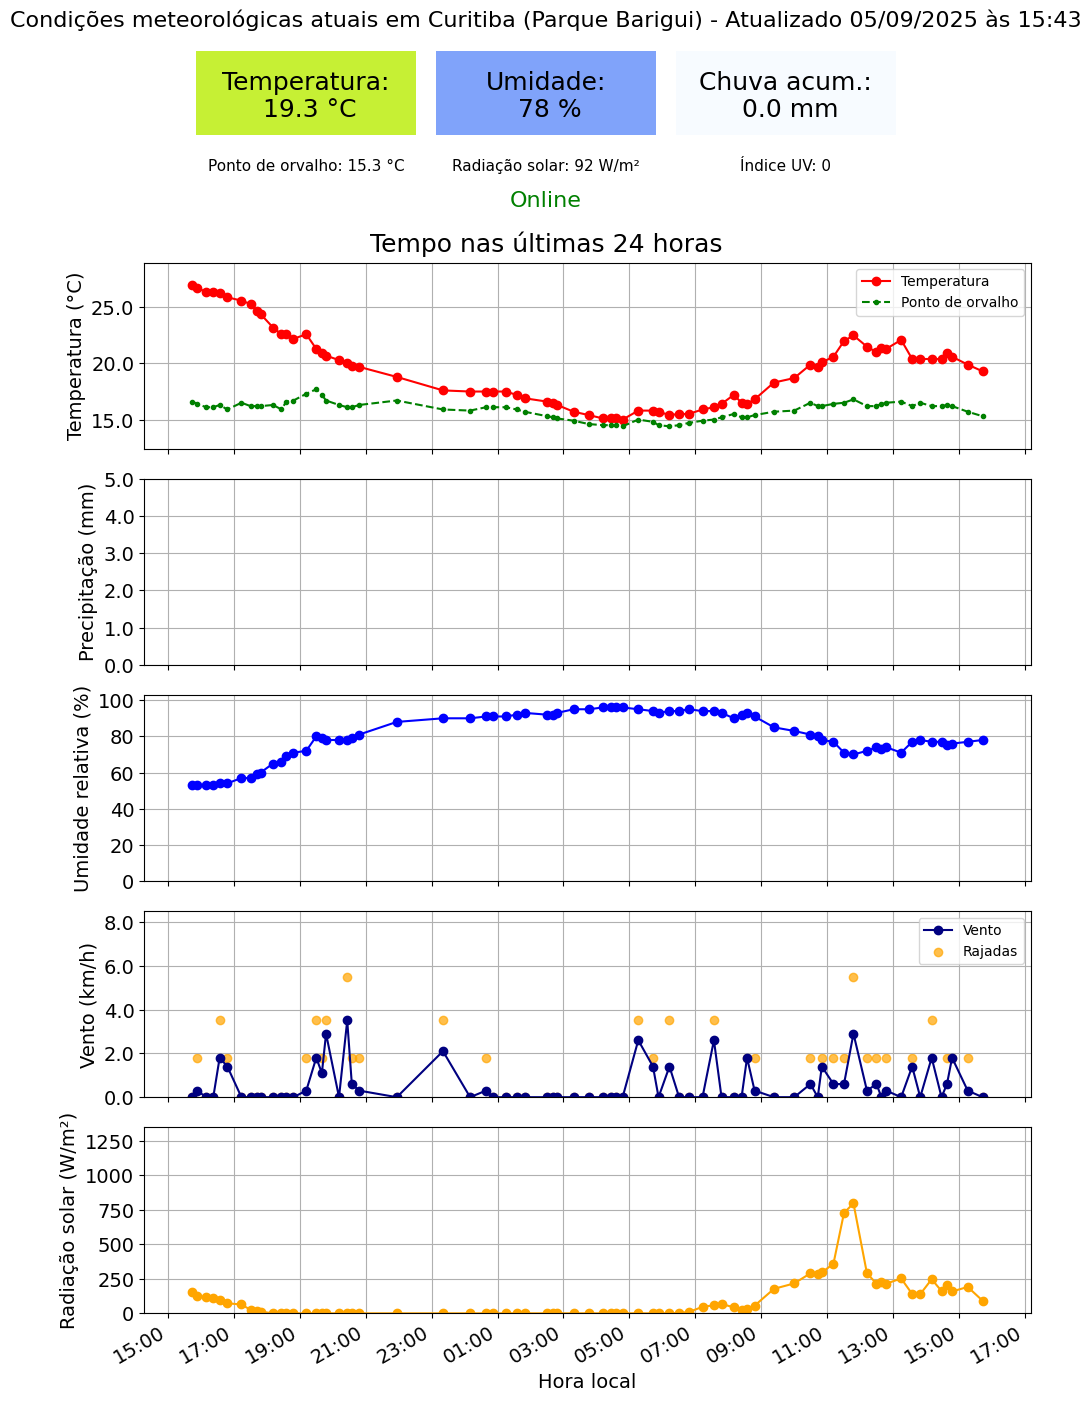 Condições meteorológicas atuais em Curitiba (Parque Barigui) - Atualizado 05/09/2025 às 15:43
Temperatura:
19.3 °C
Umidade:
78 %
Chuva acum.:
0.0 mm
Ponto de orvalho: 15.3 °C
Radiação solar: 92 W/m²
Índice UV: 0
Online
Tempo nas últimas 24 horas
Temperatura (°C)
25.0
20.0
15.0
Temperatura
Ponto de orvalho
Precipitação (mm)
5.0
4.0
3.0
2.0
1.0
0.0
Umidade relativa (%)
100
80
60
40
20
0
Vento (km/h)
8.0
6.0
4.0
2.0
0.0
Vento
Rajadas
Radiação solar (W/m²)
1250
1000
750
500
250
0
15:00 17:00 19:00 21:00 23:00 01:00 03:00 05:00 07:00 09:00 11:00 13:00 15:00 17:00
Hora local